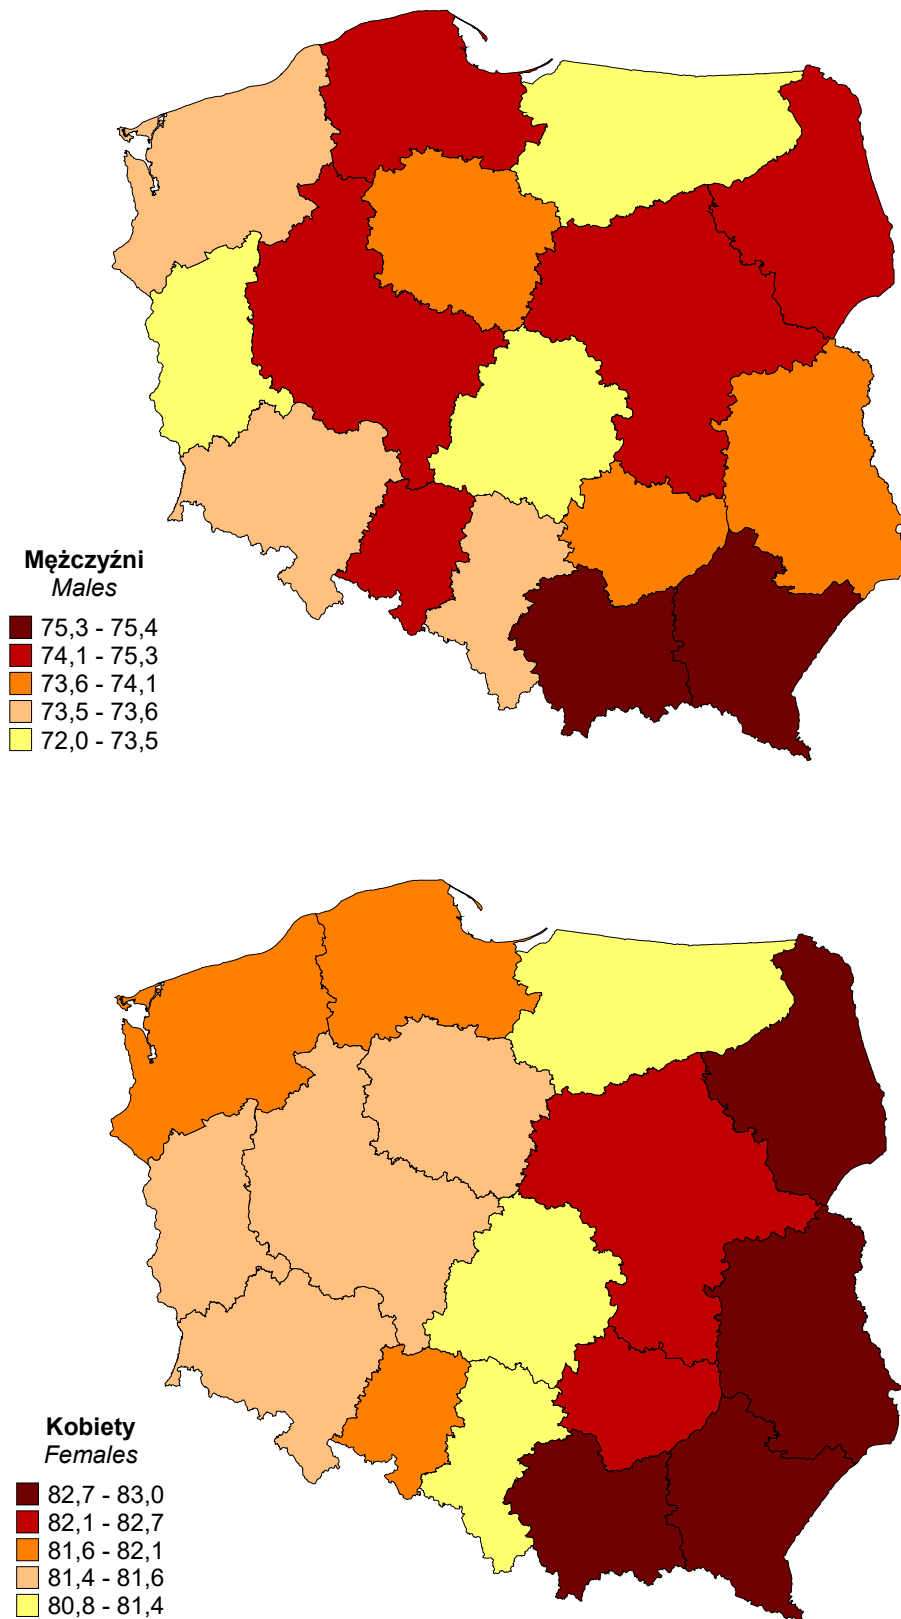 Mężczyźni
Males
75,3 - 75,4
74,1 - 75,3
73,6 - 74,1
73,5 - 73,6
72,0 - 73,5
Kobiety
Females
82,7 - 83,0
82,1 - 82,7
81,6 - 82,1
81,4 - 81,6
80,8 - 81,4